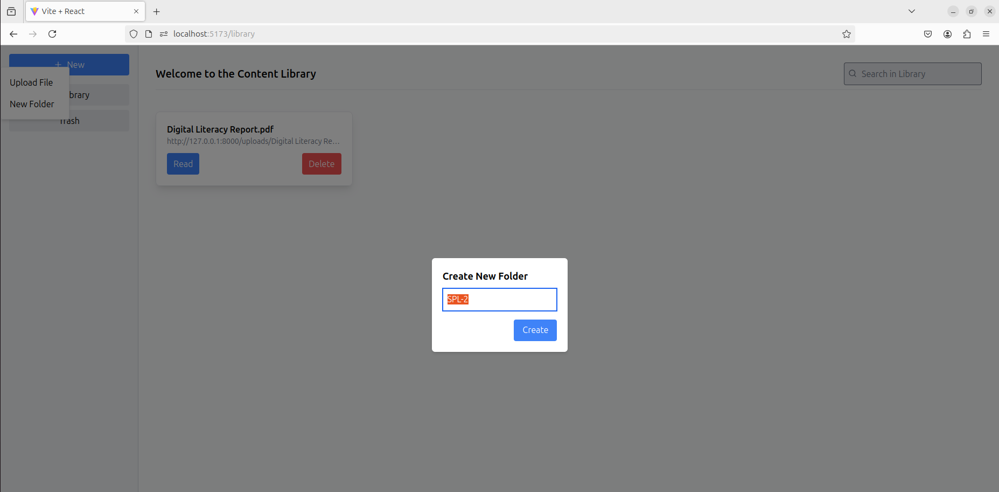 Vite + React
localhost:5173/library
New
Upload File
New Folder
brary
Trash
Welcome to the Content Library
Search in Library
Digital Literacy Report.pdf
http://127.0.0.1:8000/uploads/Digital Literacy Re...
Read
Delete
Create New Folder
SPL-2
Create